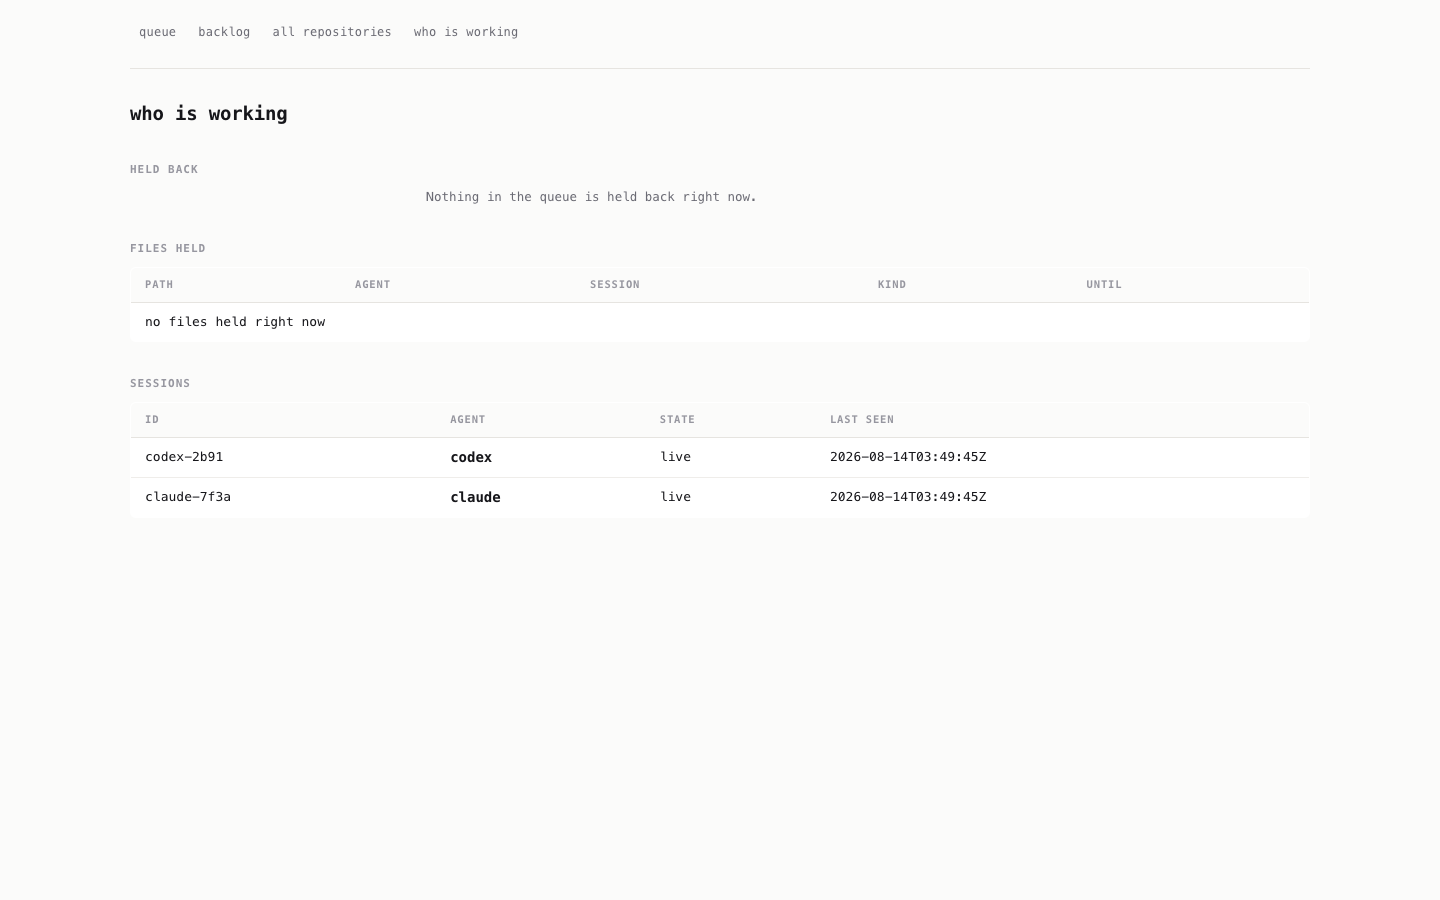 queue backlog all repositories who is working
who is working
HELD BACK
Nothing in the queue is held back right now.
FILES HELD
PATH AGENT SESSION KIND UNTIL
no files held right now
SESSIONS
ID AGENT STATE LAST SEEN
codex-2b91 codex live 2026-08-14T03:49:45Z
claude-7f3a claude live 2026-08-14T03:49:45Z